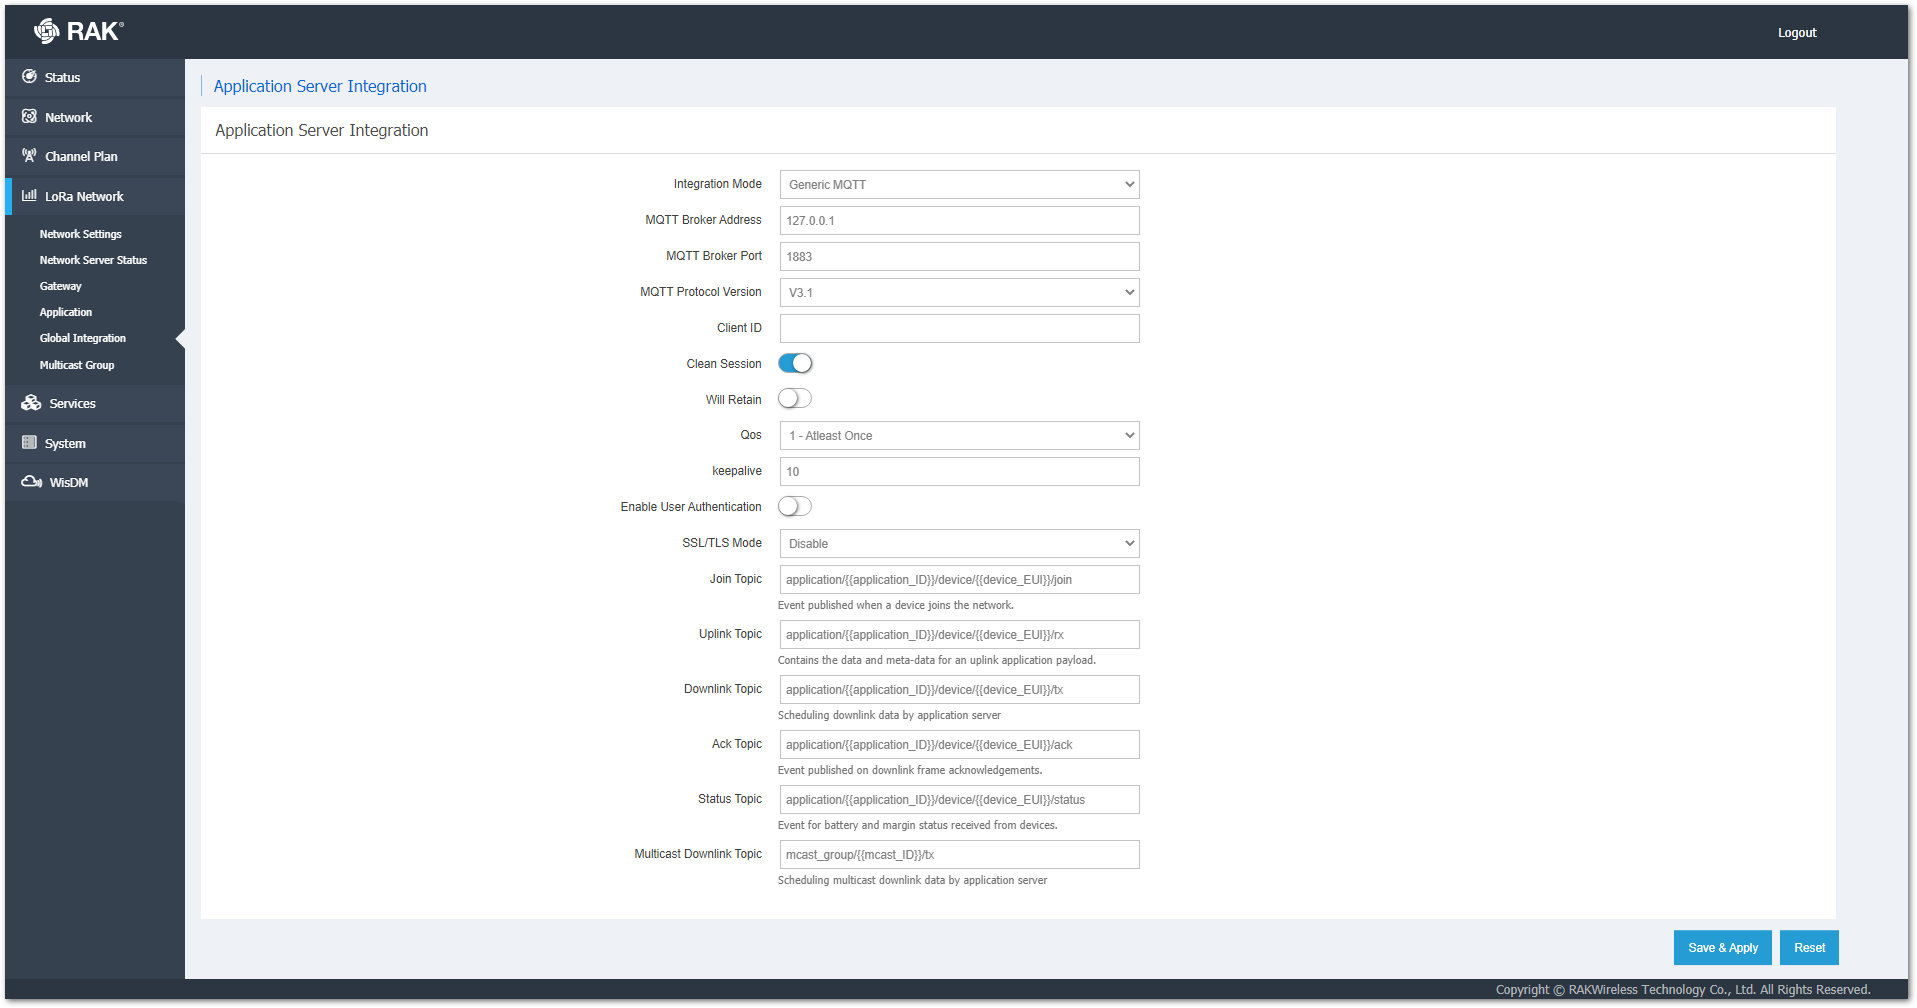 RAK®
Logout
Status
Network
Channel Plan
LoRa Network
Network Settings
Network Server Status
Gateway
Application
Global Integration
Multicast Group
Services
System
WisDM
Application Server Integration
Application Server Integration
Integration Mode Generic MQTT
MQTT Broker Address 127.0.0.1
MQTT Broker Port 1883
MQTT Protocol Version V3.1
Client ID
Clean Session
Will Retain
Qos 1 - Atleast Once
keepalive 10
Enable User Authentication
SSL/TLS Mode Disable
Join Topic application/{{application_ID}}/device/{{device_EUI}}/join
Event published when a device joins the network.
Uplink Topic application/{{application_ID}}/device/{{device_EUI}}/rx
Contains the data and meta-data for an uplink application payload.
Downlink Topic application/{{application_ID}}/device/{{device_EUI}}/tx
Scheduling downlink data by application server
Ack Topic application/{{application_ID}}/device/{{device_EUI}}/ack
Event published on downlink frame acknowledgements.
Status Topic application/{{application_ID}}/device/{{device_EUI}}/status
Event for battery and margin status received from devices.
Multicast Downlink Topic mcast_group/{{mcast_ID}}/tx
Scheduling multicast downlink data by application server
Save & Apply Reset
Copyright © RAKWireless Technology Co., Ltd. All Rights Reserved.